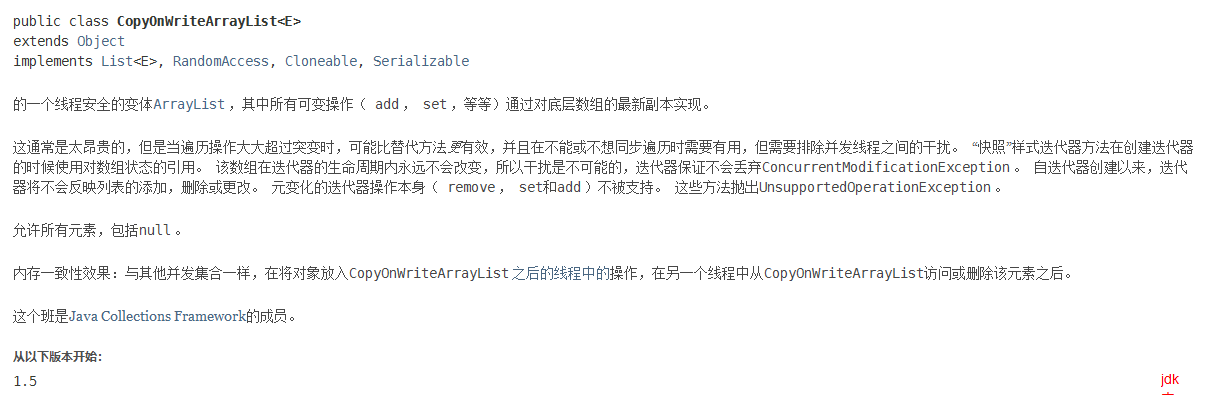 public class CopyOnWriteArrayList<E>
extends Object
implements List<E>, RandomAccess, Cloneable, Serializable
的一个线程安全的变体ArrayList ，其中所有可变操作（ add ， set ，等等）通过对底层数组的最新副本实现。
这通常是太昂贵的，但是当遍历操作大大超过突变时，可能比替代方法更有效，并且在不能或不想同步遍历时需要有用，但需要排除并发线程之间的干扰。 “快照”样式迭代器方法在创建迭代器
的时候使用对数组状态的引用。 该数组在迭代器的生命周期内永远不会改变，所以干扰是不可能的，迭代器保证不会丢弃ConcurrentModificationException 。 自迭代器创建以来，迭代
器将不会反映列表的添加，删除或更改。 元变化的迭代器操作本身（ remove ， set和add ）不被支持。 这些方法抛出UnsupportedOperationException 。
允许所有元素，包括null 。
内存一致性效果：与其他并发集合一样，在将对象放入CopyOnWriteArrayList 之后的线程中的操作，在另一个线程中从CopyOnWriteArrayList访问或删除该元素之后。
这个班是Java Collections Framework的成员。
从以下版本开始：
1.5
jdk